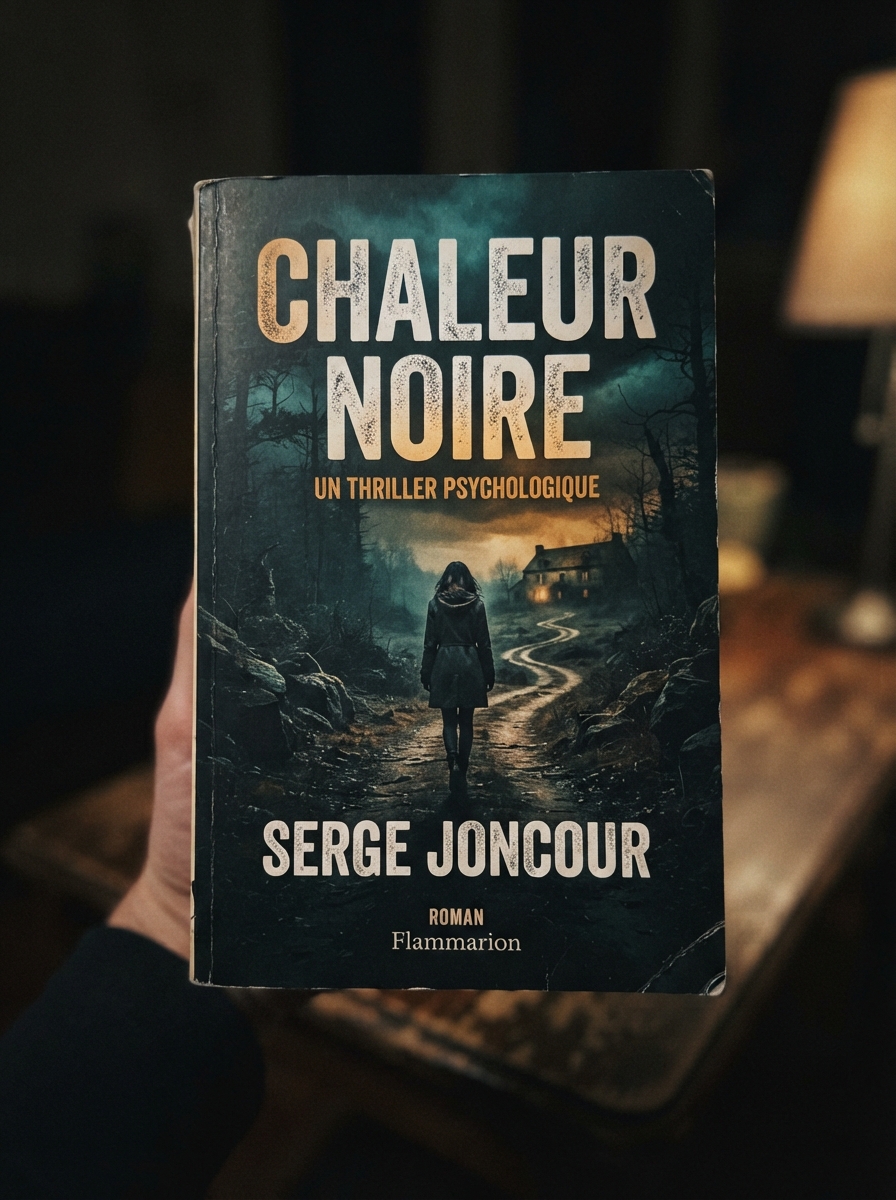 CHALEUR
NOIRE
UN THRILLER PSYCHOLOGIQUE
SERGE JONCOUR
ROMAN
Flammarion